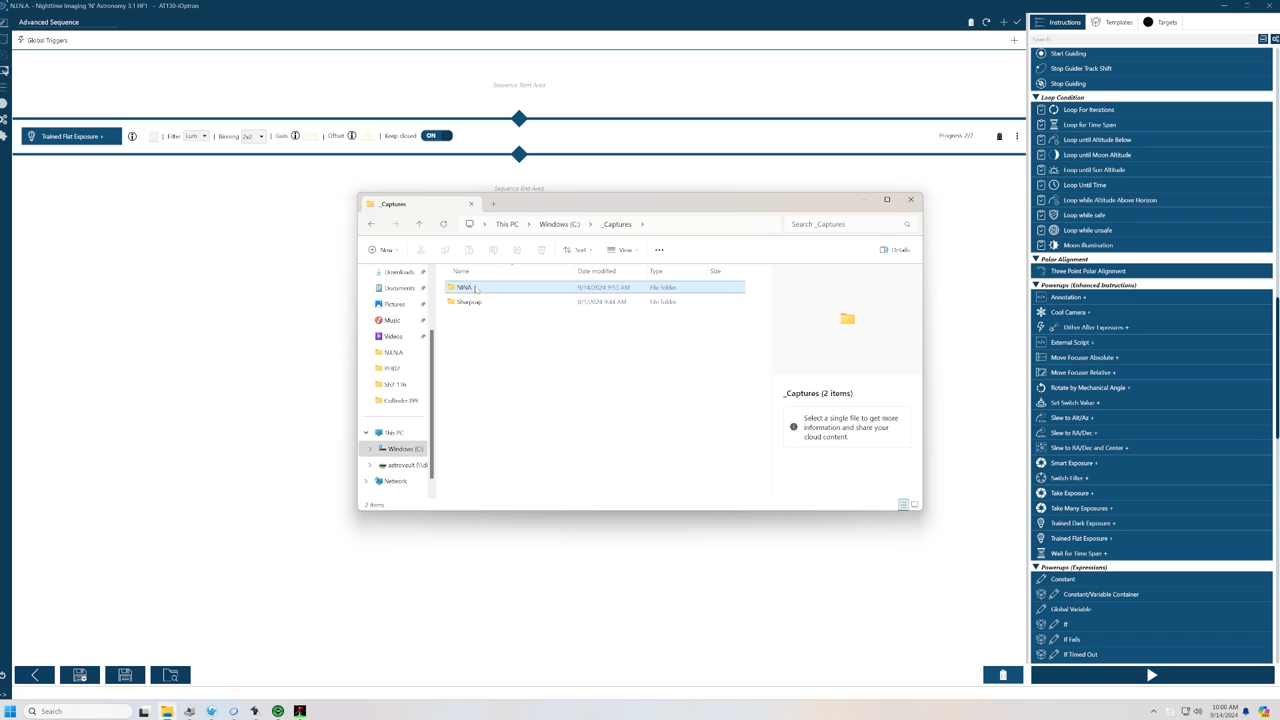 N.I.N.A. - Nighttime Imaging 'N' Astronomy 3.1 HF1 - AT130-iOptron
Advanced Sequence
Global Triggers
Sequence Start Area
Trained Flat Exposure +
Filter Lum
Binning 2x2
Gain
Offset
Keep closed ON
Progress 2/2
Sequence End Area
_Captures
This PC > Windows (C:) > _Captures >
Search _Captures
New
Sort
View
Details
Name Date modified Type Size
NINA 9/14/2024 9:53 AM File folder
Sharpcap 8/1/2024 9:44 AM File folder
Downloads
Documents
Pictures
Music
Videos
N.I.N.A
PHD2
Sh2 136
Collinder399
This PC
Windows (C:)
astrovault (\\di
Network
_Captures (2 items)
Select a single file to get more
information and share your
cloud content.
2 items
Instructions
Templates
Targets
Search
Start Guiding
Stop Guider Track Shift
Stop Guiding
Loop Condition
Loop For Iterations
Loop for Time Span
Loop until Altitude Below
Loop until Moon Altitude
Loop until Sun Altitude
Loop Until Time
Loop while Altitude Above Horizon
Loop while safe
Loop while unsafe
Moon illumination
Polar Alignment
Three Point Polar Alignment
Powerups (Enhanced Instructions)
Annotation +
Cool Camera +
Dither After Exposures +
External Script +
Move Focuser Absolute +
Move Focuser Relative +
Rotate by Mechanical Angle +
Set Switch Value +
Slew to Alt/Az +
Slew to RA/Dec +
Slew to RA/Dec and Center +
Smart Exposure +
Switch Filter +
Take Exposure +
Take Many Exposures +
Trained Dark Exposure +
Trained Flat Exposure +
Wait for Time Span +
Powerups (Expressions)
Constant
Constant/Variable Container
Global Variable
If
If Fails
If Timed Out
Search
10:00 AM
9/14/2024